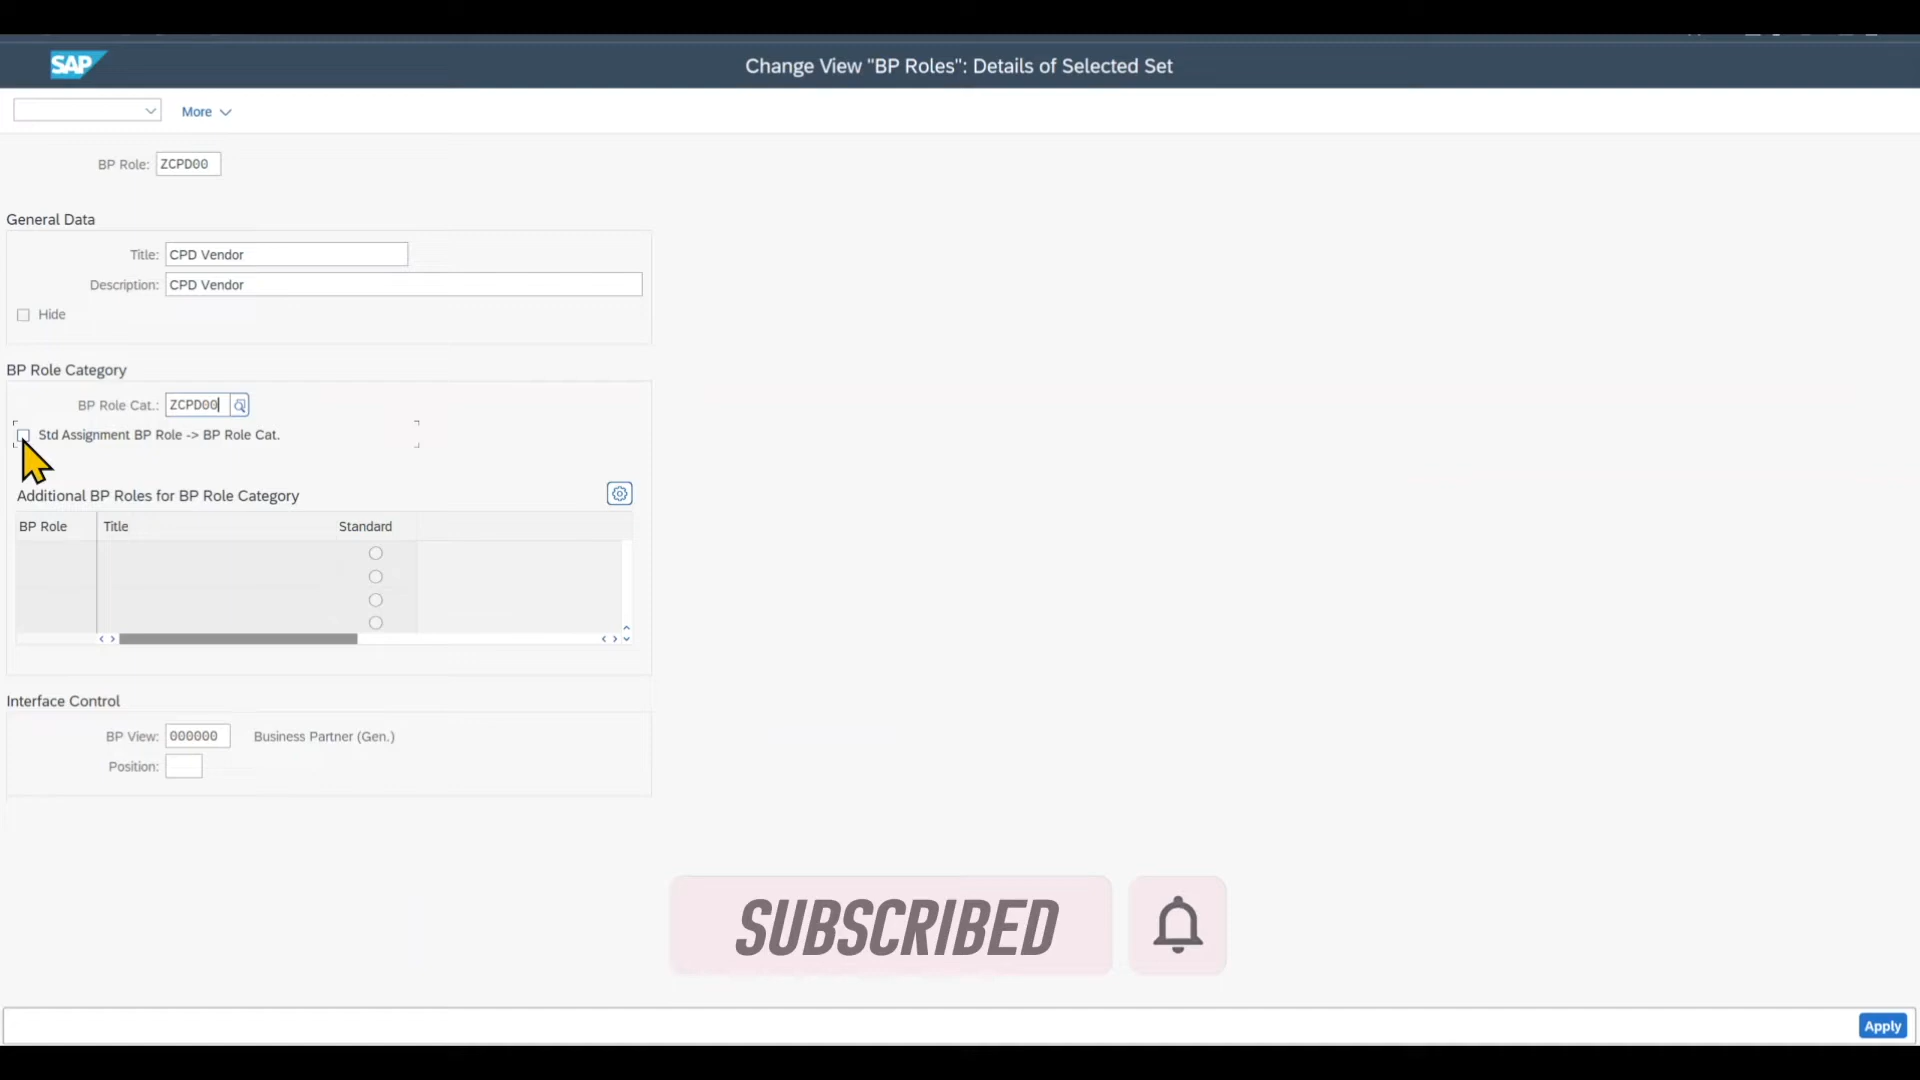 SAP
Change View "BP Roles": Details of Selected Set
More
BP Role: ZCPD00
General Data
Title: CPD Vendor
Description: CPD Vendor
Hide
BP Role Category
BP Role Cat.: ZCPD00
Std Assignment BP Role -> BP Role Cat.
Additional BP Roles for BP Role Category
BP Role Title Standard
Interface Control
BP View: 000000 Business Partner (Gen.)
Position:
SUBSCRIBED
Apply